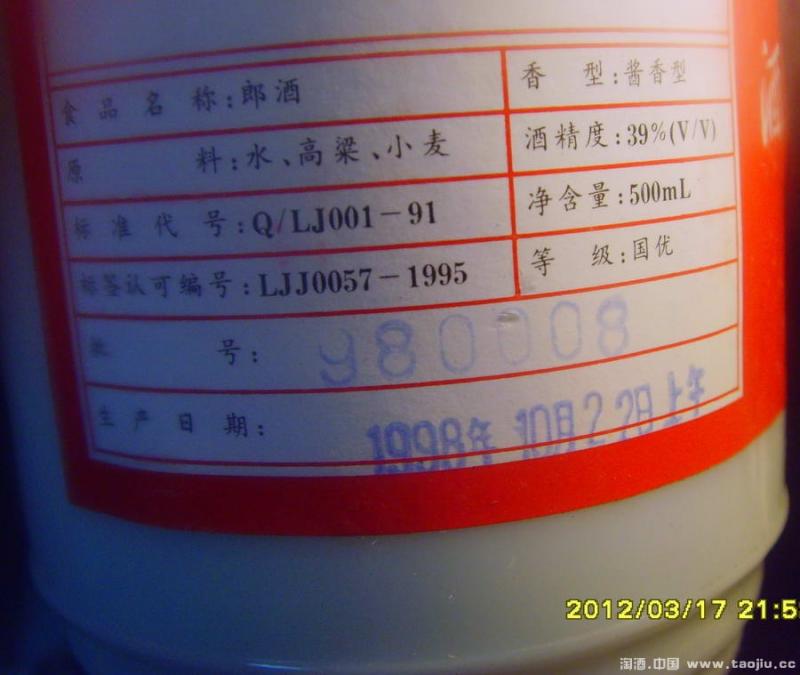 食品名称：郎酒
香型：酱香型
原料：水、高粱、小麦
酒精度：39%(V/V)
标准代号：Q/LJ001－91
净含量：500mL
标签认可编号：LJJ0057－1995
等级：国优
批号：980008
生产日期：1998年10月22日上午
酒
2012/03/17 21:5
淘酒.中国 www.taojiu.cc